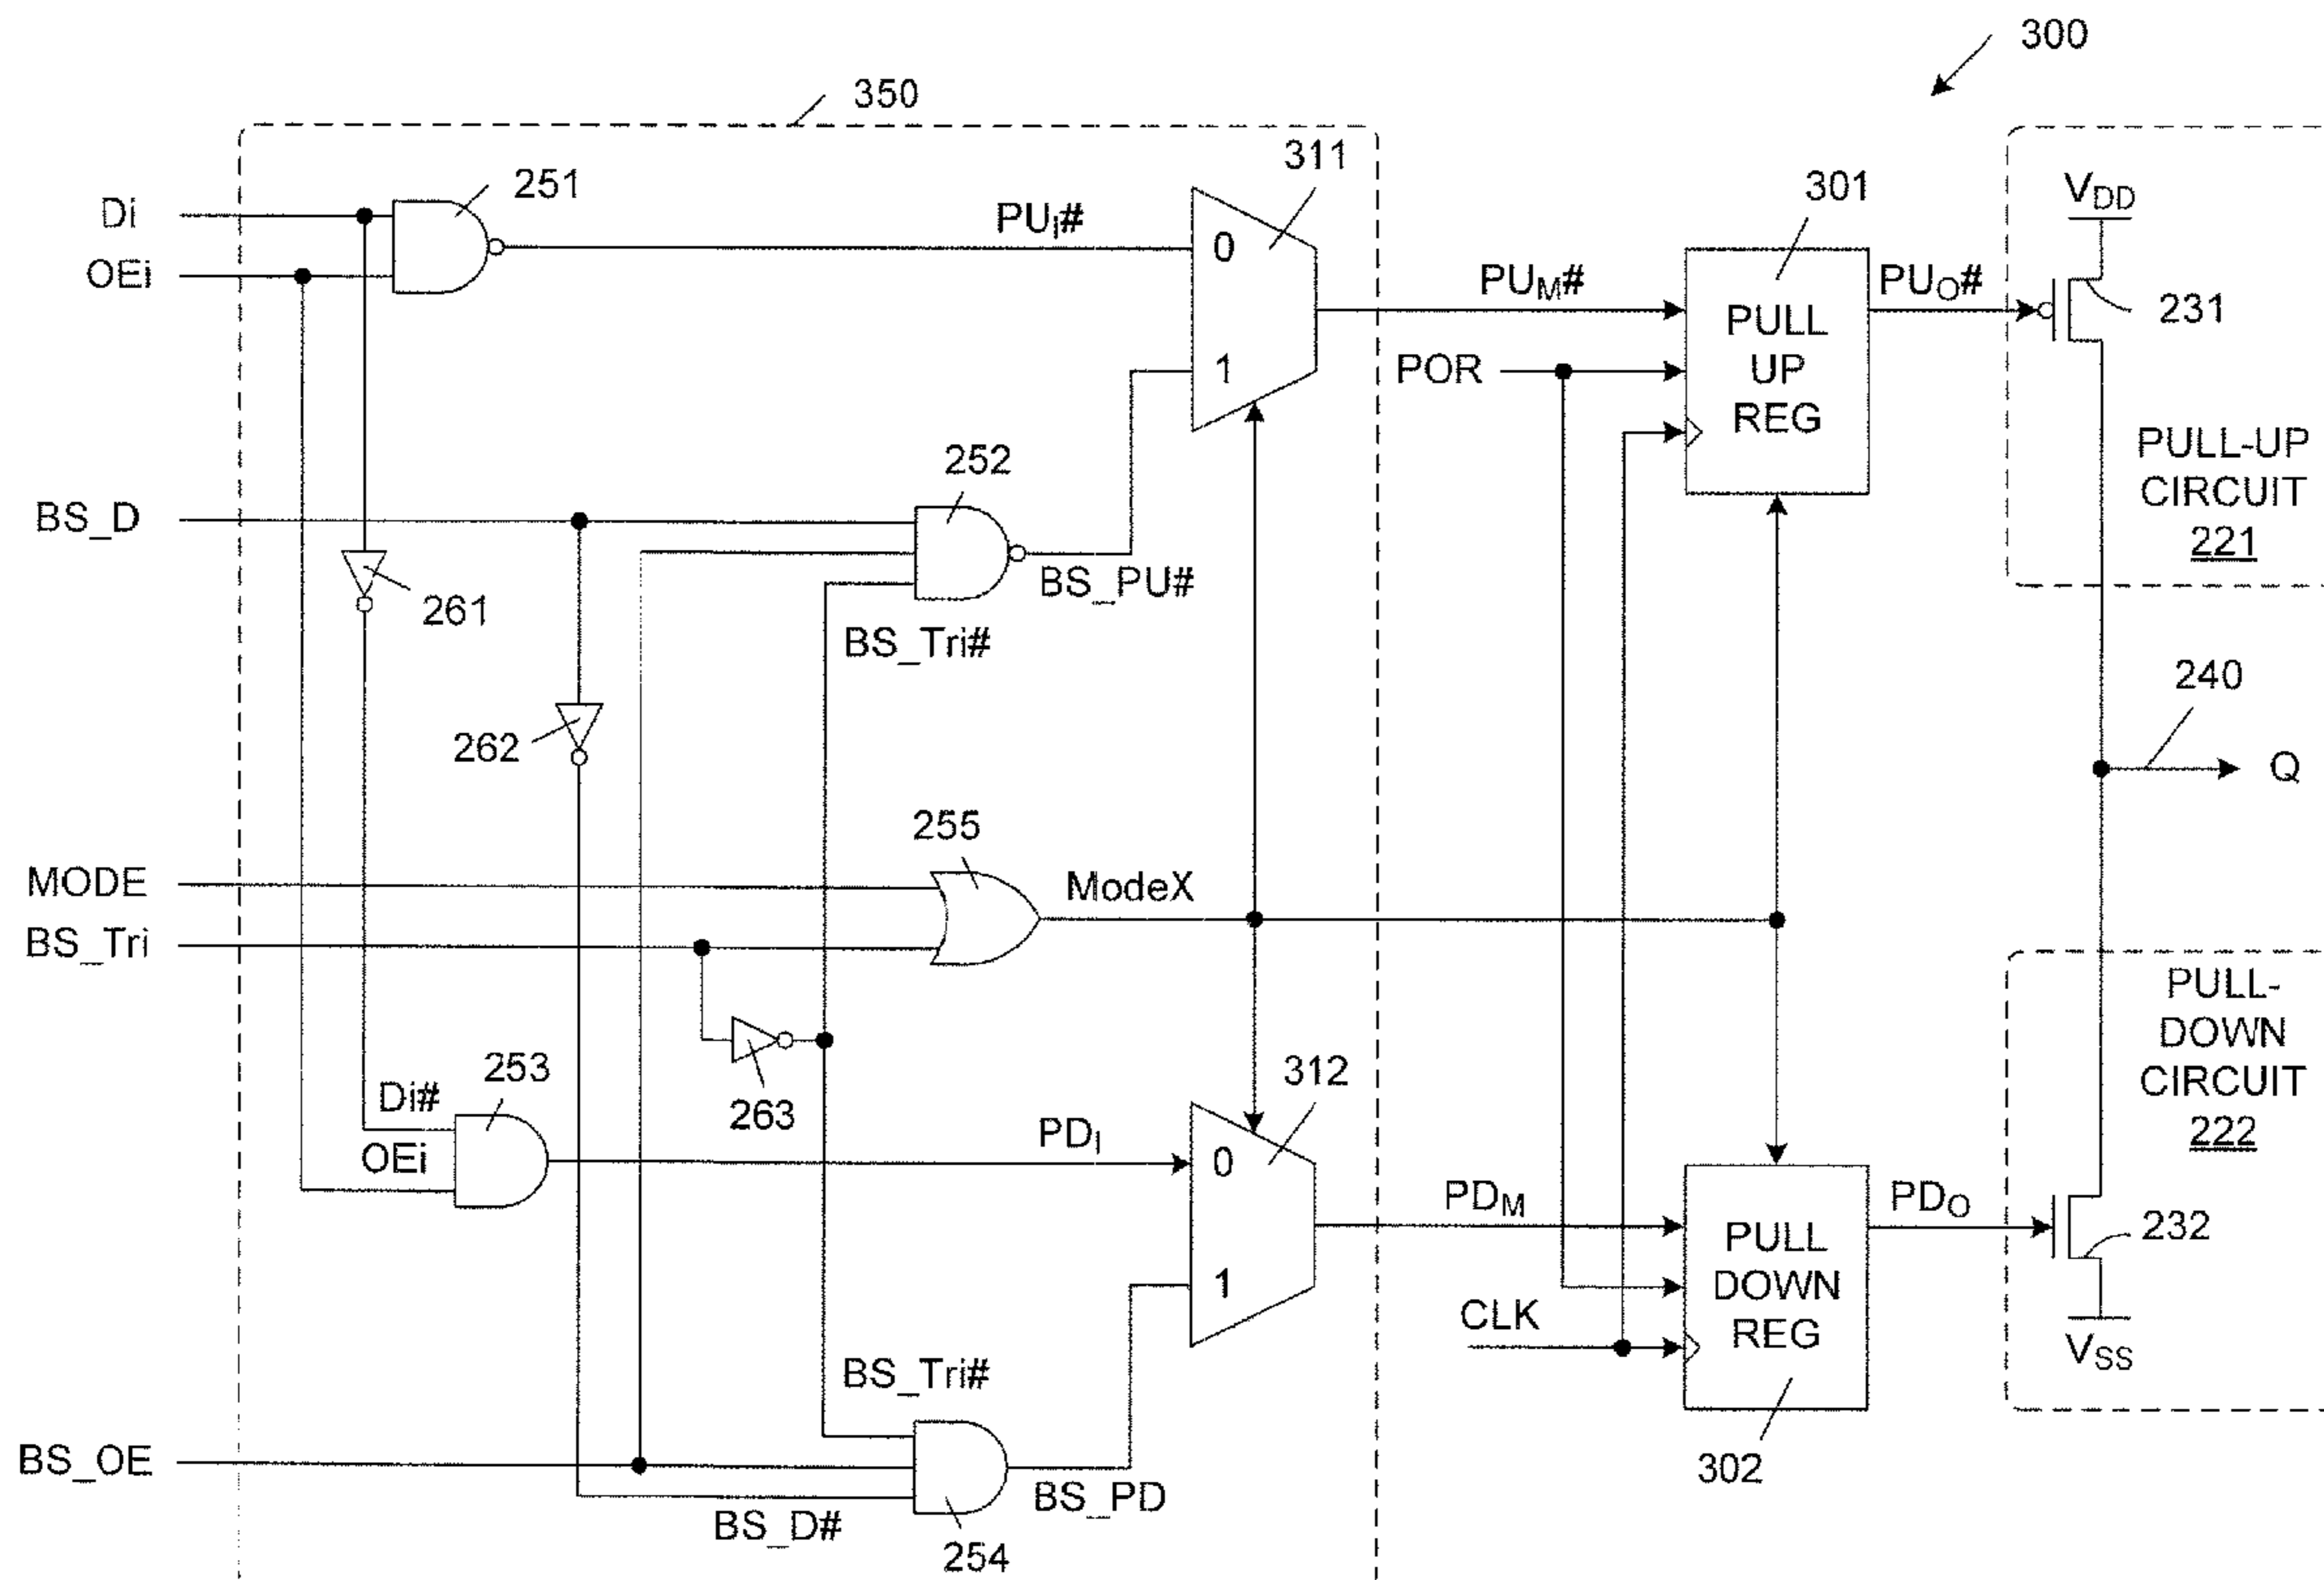 300
350
311
Di
251
PUI#
301
VDD
OEi
0
PUM#
PUO#
231
PULL
UP
REG
POR
1
252
PULL-UP
CIRCUIT
221
BS_D
BS_PU#
261
BS_Tri#
240
262
Q
255
MODE
ModeX
BS_Tri
PULL-
DOWN
CIRCUIT
222
253
312
Di#
263
PDI
OEi
0
PDM
PDO
232
PULL
DOWN
REG
1
CLK
VSS
BS_Tri#
BS_OE
302
BS_PD
BS_D#
254